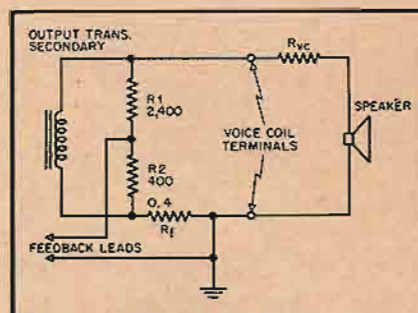 OUTPUT TRANS.
SECONDARY
R1
2,400
R2
400
0.4
Rf
FEEDBACK LEADS
VOICE COIL
TERMINALS
Rvc
SPEAKER